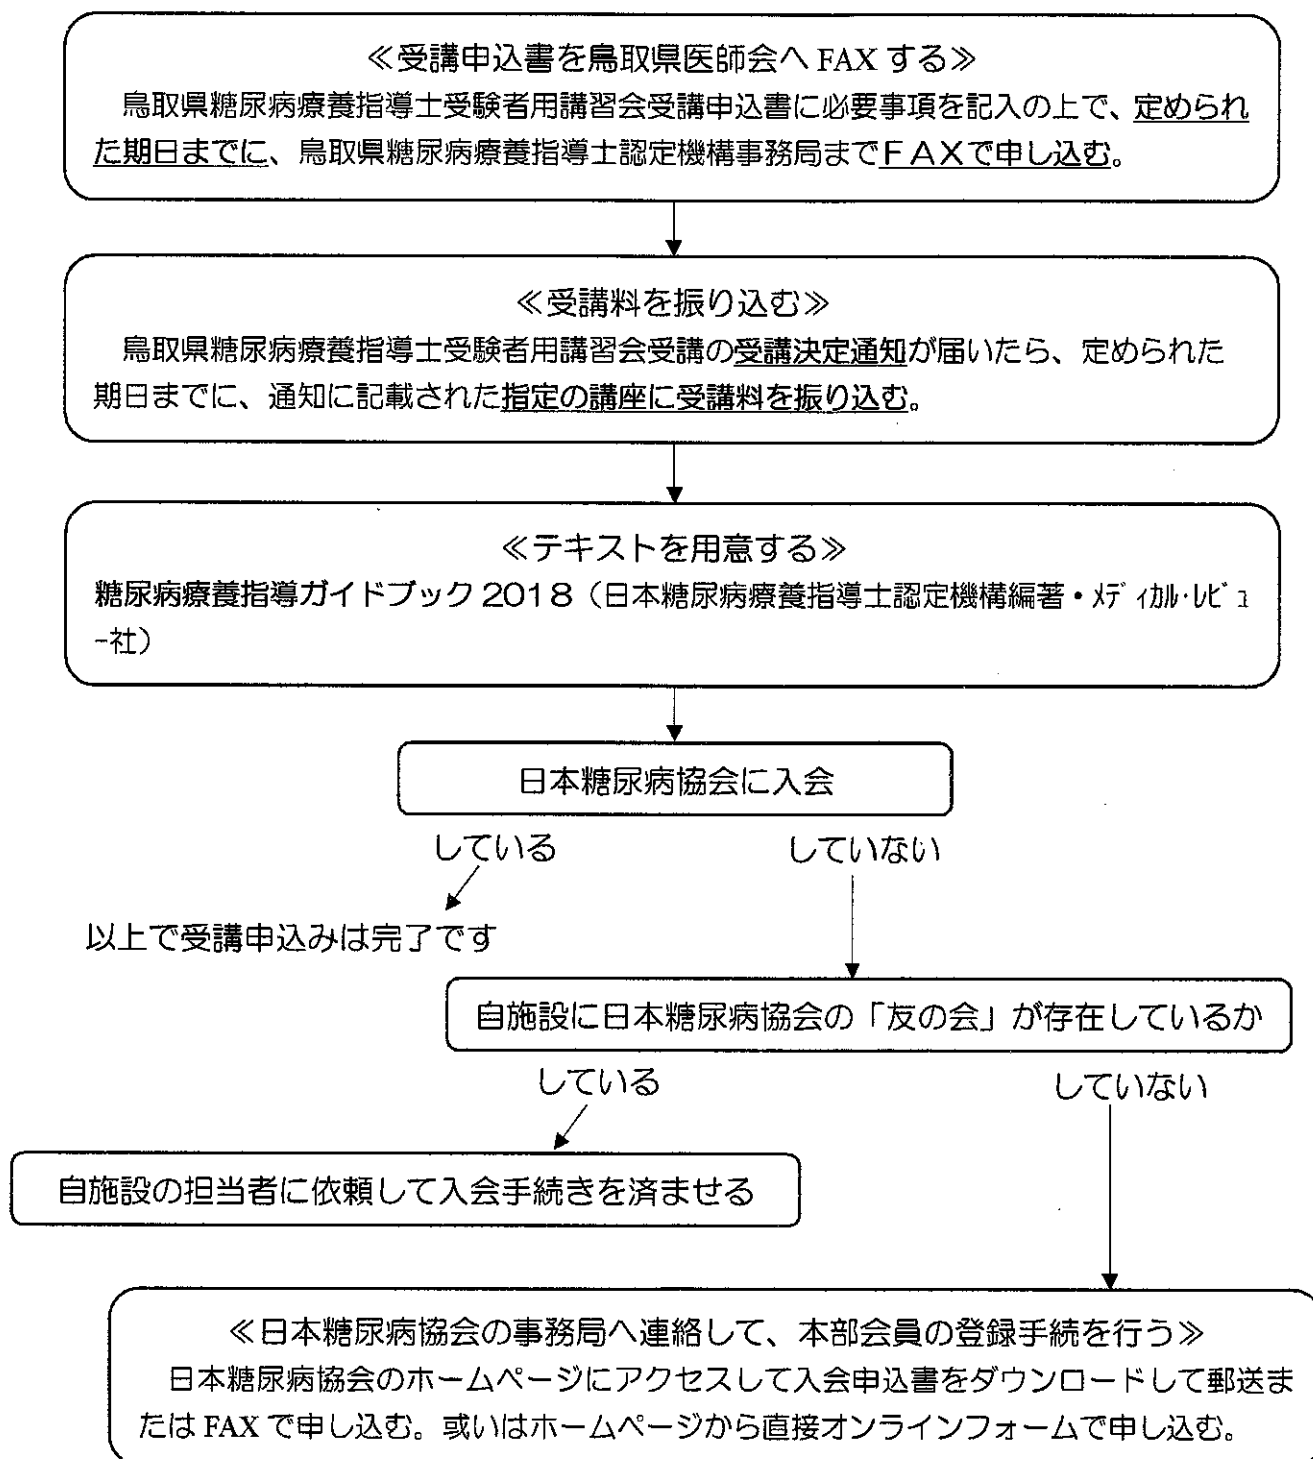 ≪受講申込書を鳥取県医師会へ FAX する≫
鳥取県糖尿病療養指導士受験者用講習会受講申込書に必要事項を記入の上で、定められ
た期日までに、鳥取県糖尿病療養指導士認定機構事務局までＦＡＸで申し込む。
≪受講料を振り込む≫
鳥取県糖尿病療養指導士受験者用講習会受講の受講決定通知が届いたら、定められた
期日までに、通知に記載された指定の講座に受講料を振り込む。
≪テキストを用意する≫
糖尿病療養指導ガイドブック 2018（日本糖尿病療養指導士認定機構編著・ﾒﾃﾞｨｶﾙ・ﾚﾋﾞｭ
-社）
日本糖尿病協会に入会
している　していない
以上で受講申込みは完了です
自施設に日本糖尿病協会の「友の会」が存在しているか
している　していない
自施設の担当者に依頼して入会手続きを済ませる
≪日本糖尿病協会の事務局へ連絡して、本部会員の登録手続を行う≫
日本糖尿病協会のホームページにアクセスして入会申込書をダウンロードして郵送ま
たは FAX で申し込む。或いはホームページから直接オンラインフォームで申し込む。